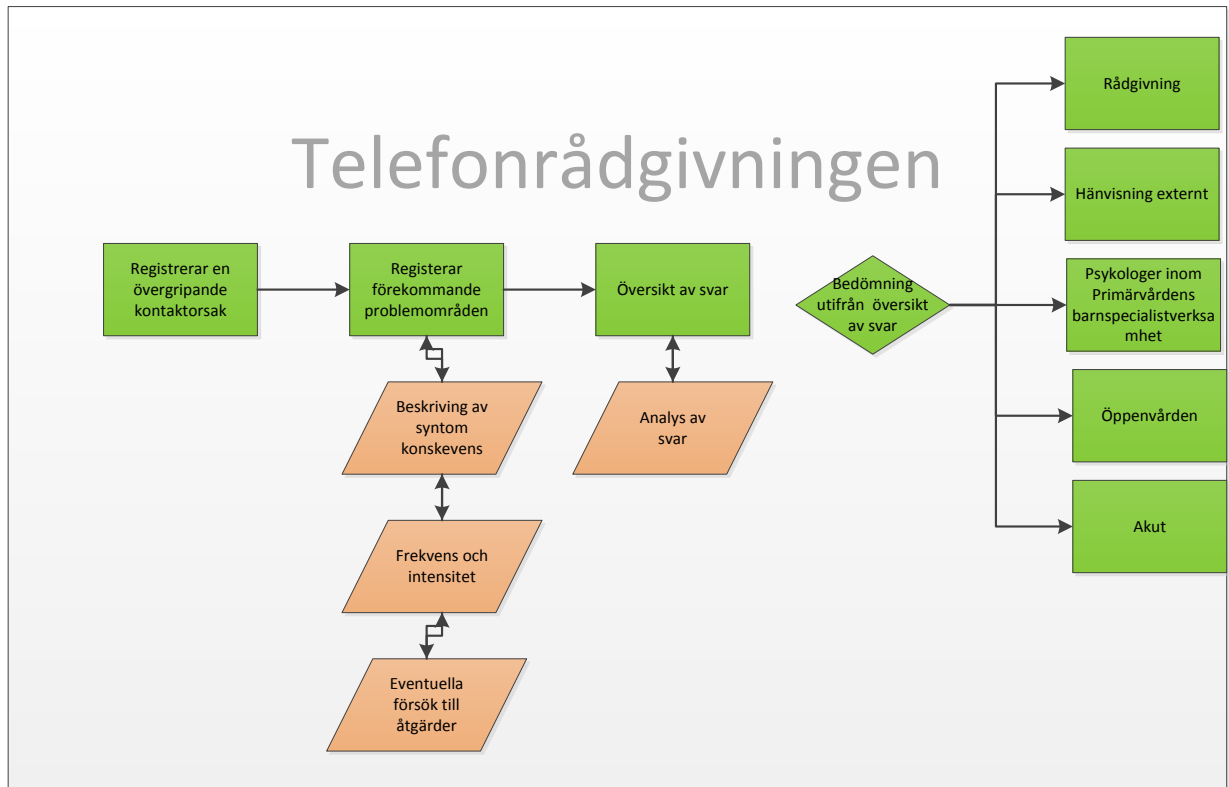 Telefonrådgivningen
Registrerar en
övergripande
kontaktorsak
Registerar
förekommande
problemområden
Översikt av svar
Beskriving av
syntom
konskevens
Analys av
svar
Frekvens och
intensitet
Eventuella
försök till
åtgärder
Bedömning
utifrån översikt
av svar
Rådgivning
Hänvisning externt
Psykologer inom
Primärvårdens
barnspecialistverksa
mhet
Öppenvården
Akut